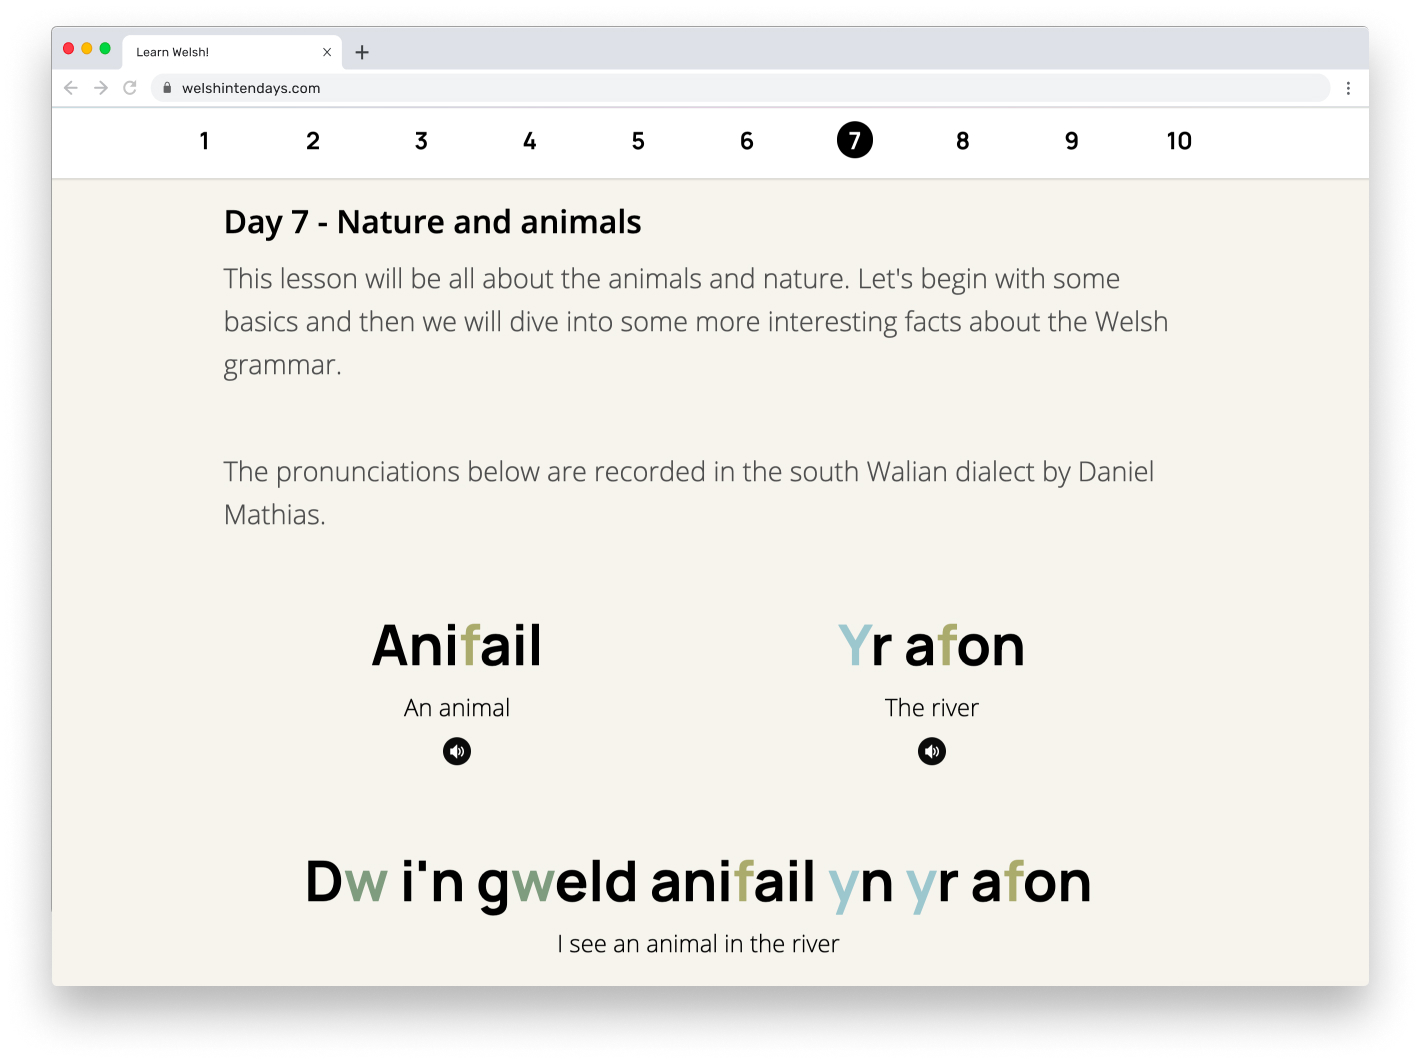 Learn Welsh!
welshintendays.com
1 2 3 4 5 6 7 8 9 10
Day 7 - Nature and animals
This lesson will be all about the animals and nature. Let's begin with some
basics and then we will dive into some more interesting facts about the Welsh
grammar.
The pronunciations below are recorded in the south Walian dialect by Daniel
Mathias.
Anifail
An animal
Yr afon
The river
Dw i'n gweld anifail yn yr afon
I see an animal in the river